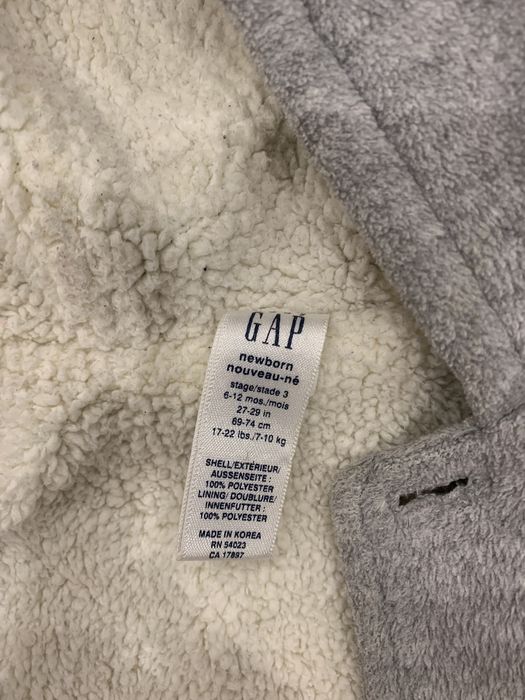 GAP
newborn
nouveau-né
stage/stade 3
6-12 mos./mois
27-29 in
69-74 cm
17-22 lbs./7-10 kg
SHELL/EXTÉRIEUR/
AUSSENSEITE :
100% POLYESTER
LINING/ DOUBLURE/
INNENFUTTER :
100% POLYESTER
MADE IN KOREA
RN 54023
CA 17897